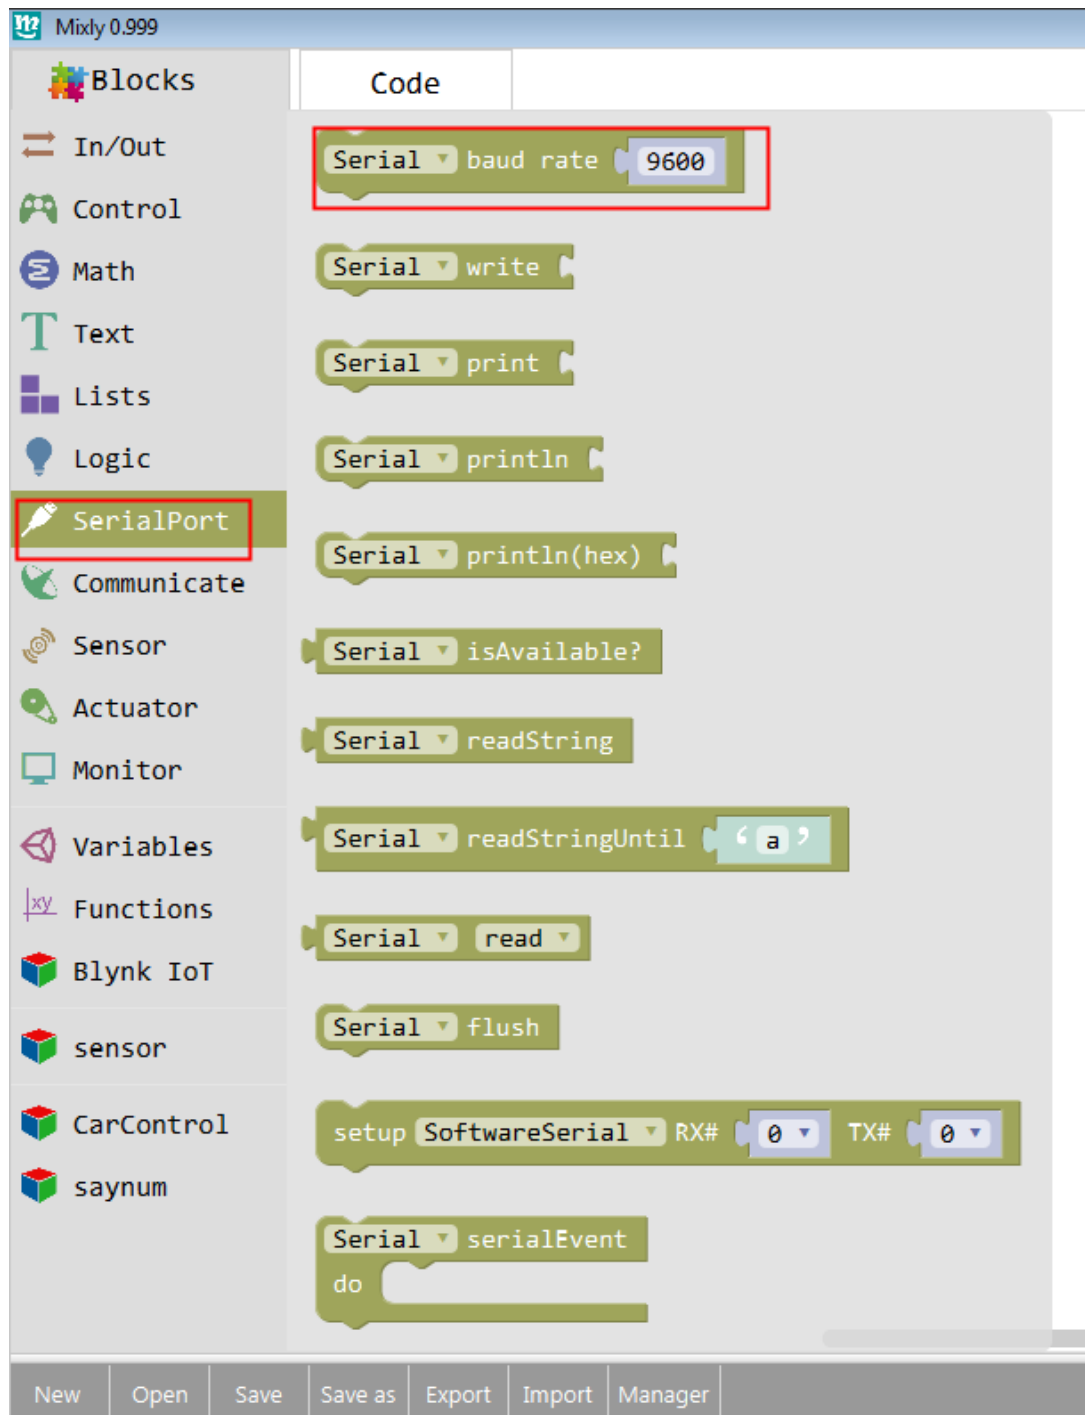 Mixly 0.999
Blocks
Code
In/Out
Control
Math
Text
Lists
Logic
SerialPort
Communicate
Sensor
Actuator
Monitor
Variables
Functions
Blynk IoT
sensor
CarControl
saynum
Serial baud rate 9600
Serial write
Serial print
Serial println
Serial println(hex)
Serial isAvailable?
Serial readString
Serial readStringUntil ‘ a ’
Serial read
Serial flush
setup SoftwareSerial RX# 0 TX# 0
Serial serialEvent
do
New Open Save Save as Export Import Manager